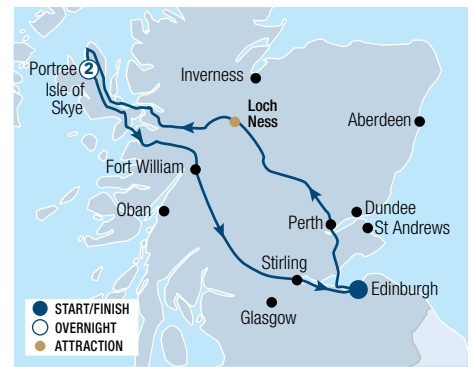 Portree 2
Isle of
Skye
Inverness
Loch
Ness
Aberdeen
Fort William
Oban
Perth
Dundee
St Andrews
Stirling
Edinburgh
Glasgow
START/FINISH
OVERNIGHT
ATTRACTION